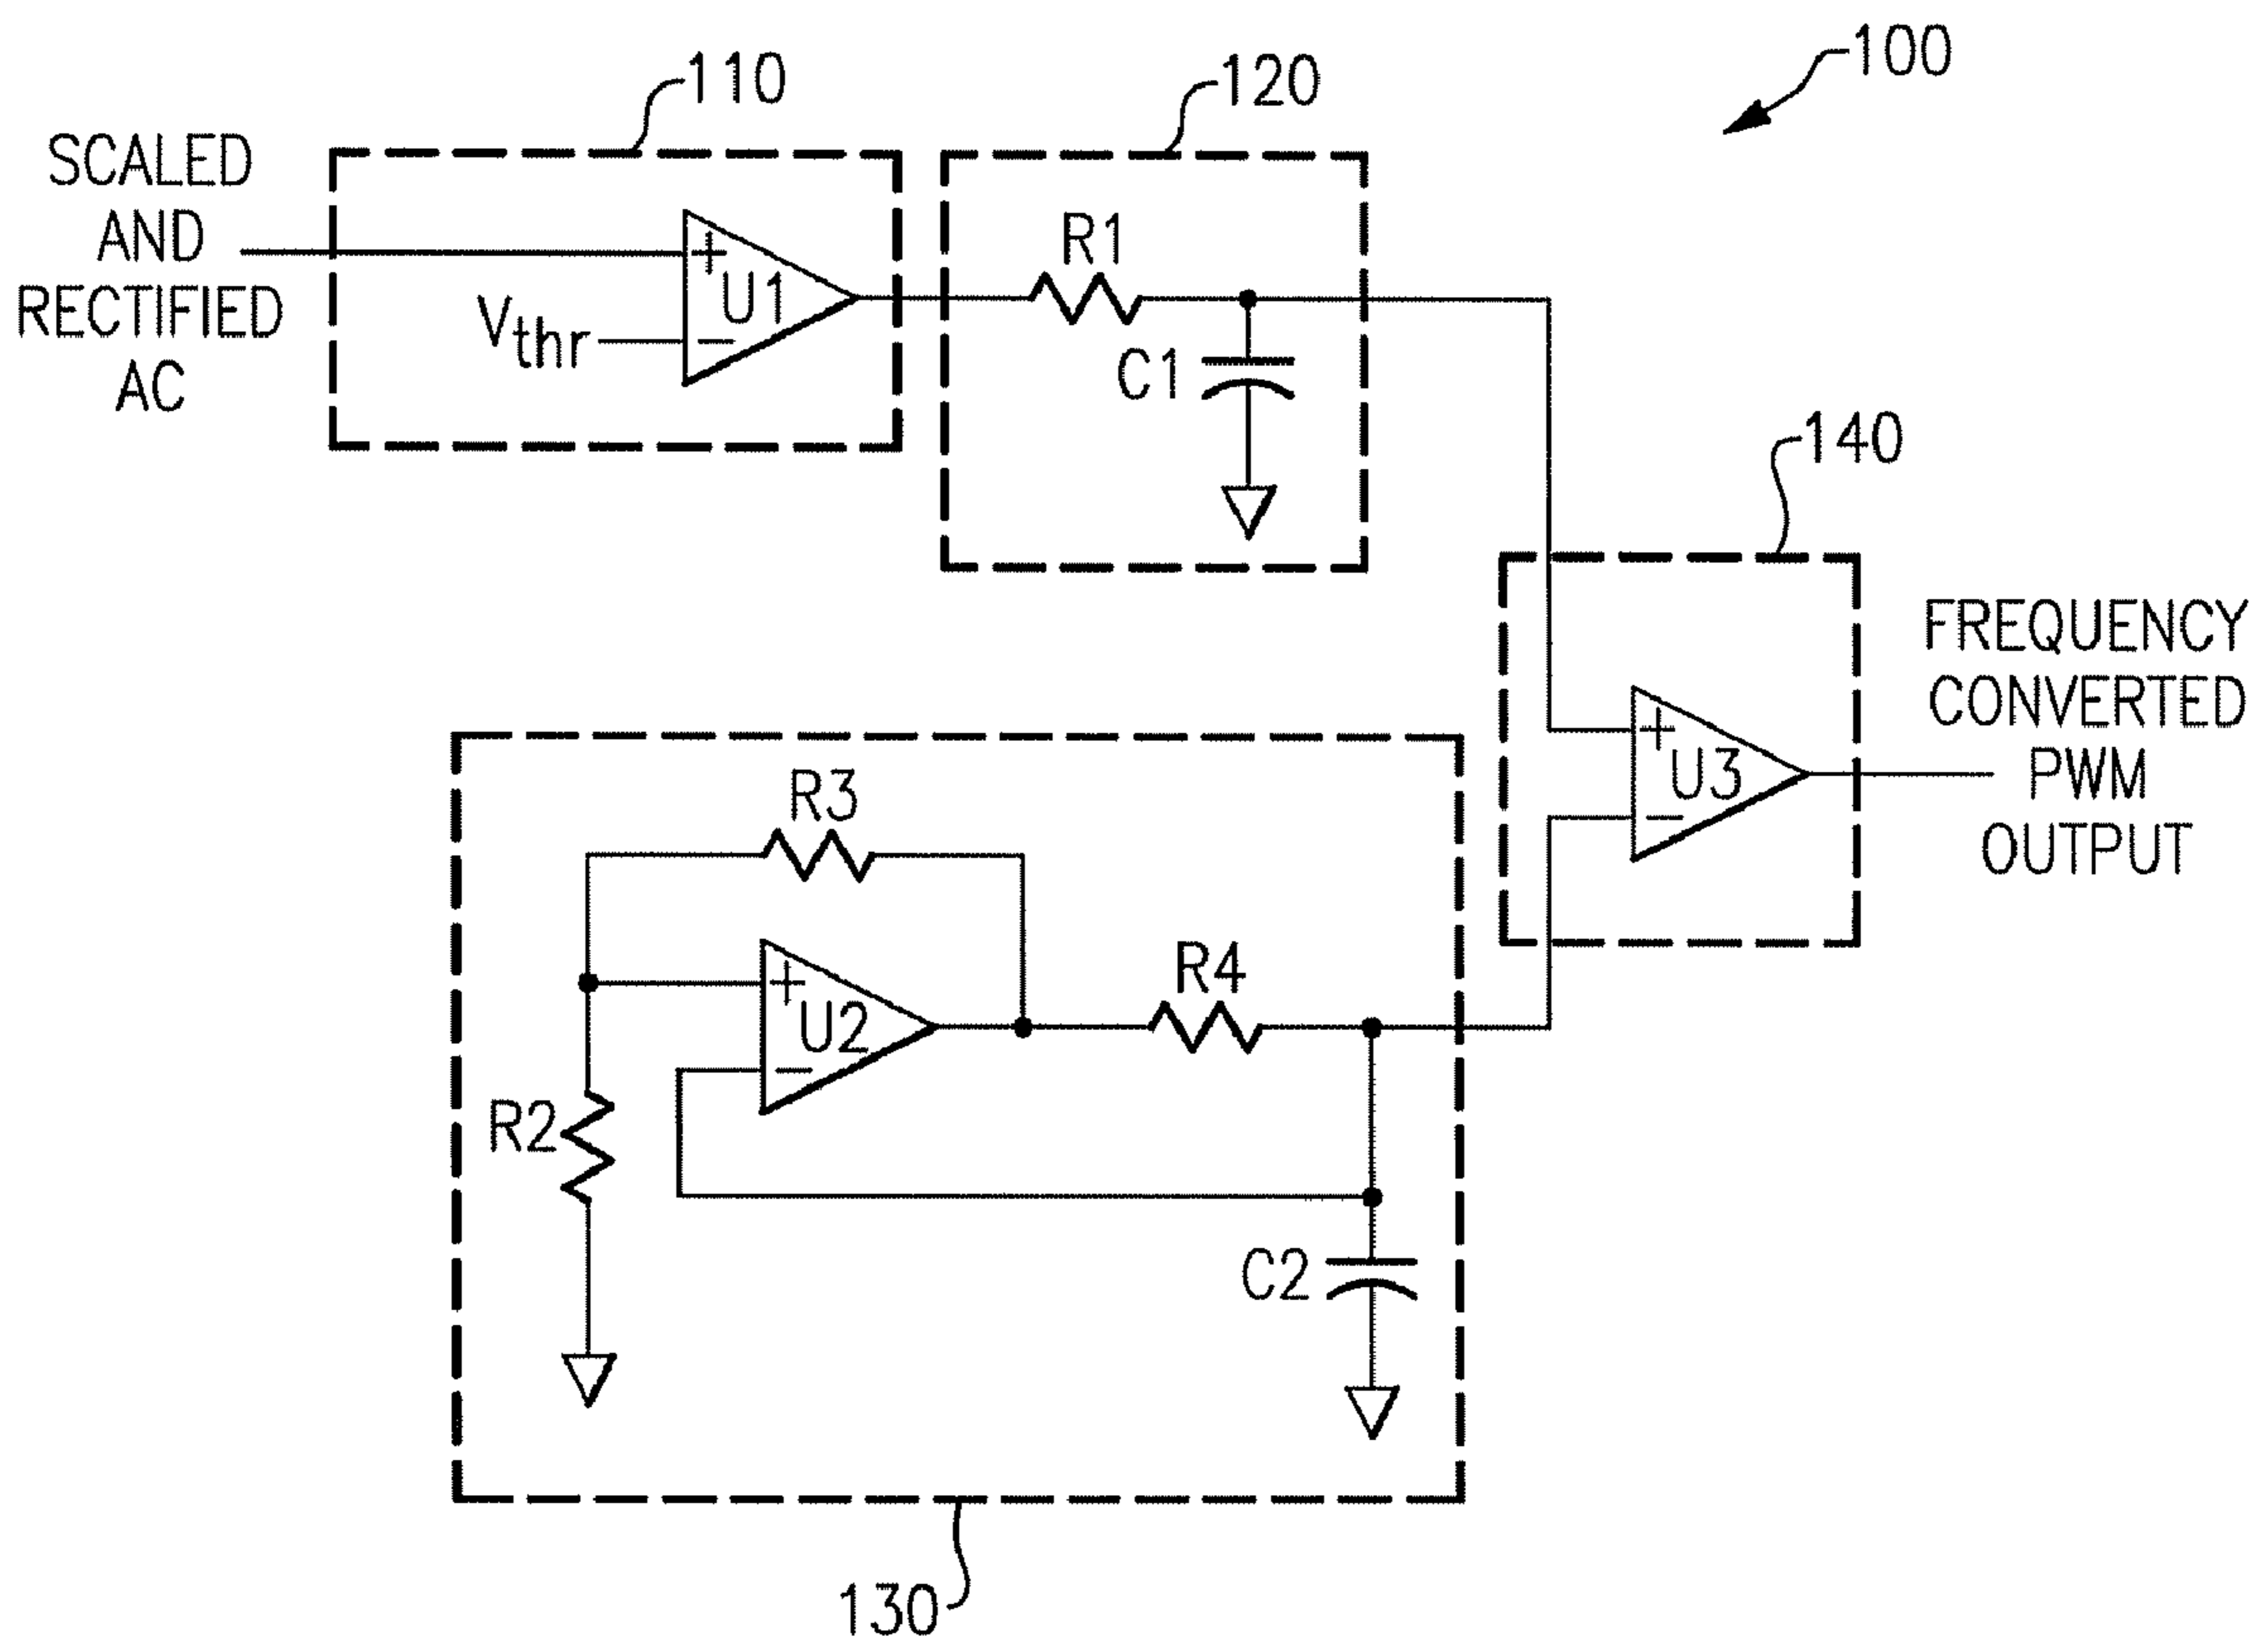 100
110
120
SCALED
AND
RECTIFIED
AC
+
U1
−
Vthr
R1
C1
140
+
U3
−
FREQUENCY
CONVERTED
PWM
OUTPUT
R3
+
U2
−
R4
R2
C2
130